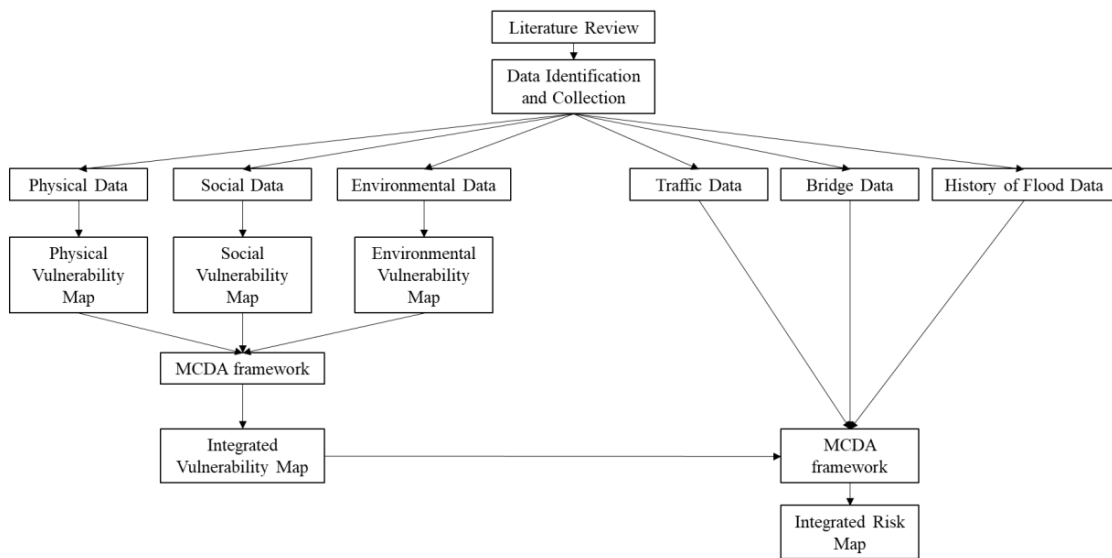 Literature Review
Data Identification
and Collection
Physical Data
Social Data
Environmental Data
Traffic Data
Bridge Data
History of Flood Data
Physical
Vulnerability
Map
Social
Vulnerability
Map
Environmental
Vulnerability
Map
MCDA framework
Integrated
Vulnerability Map
MCDA
framework
Integrated Risk
Map